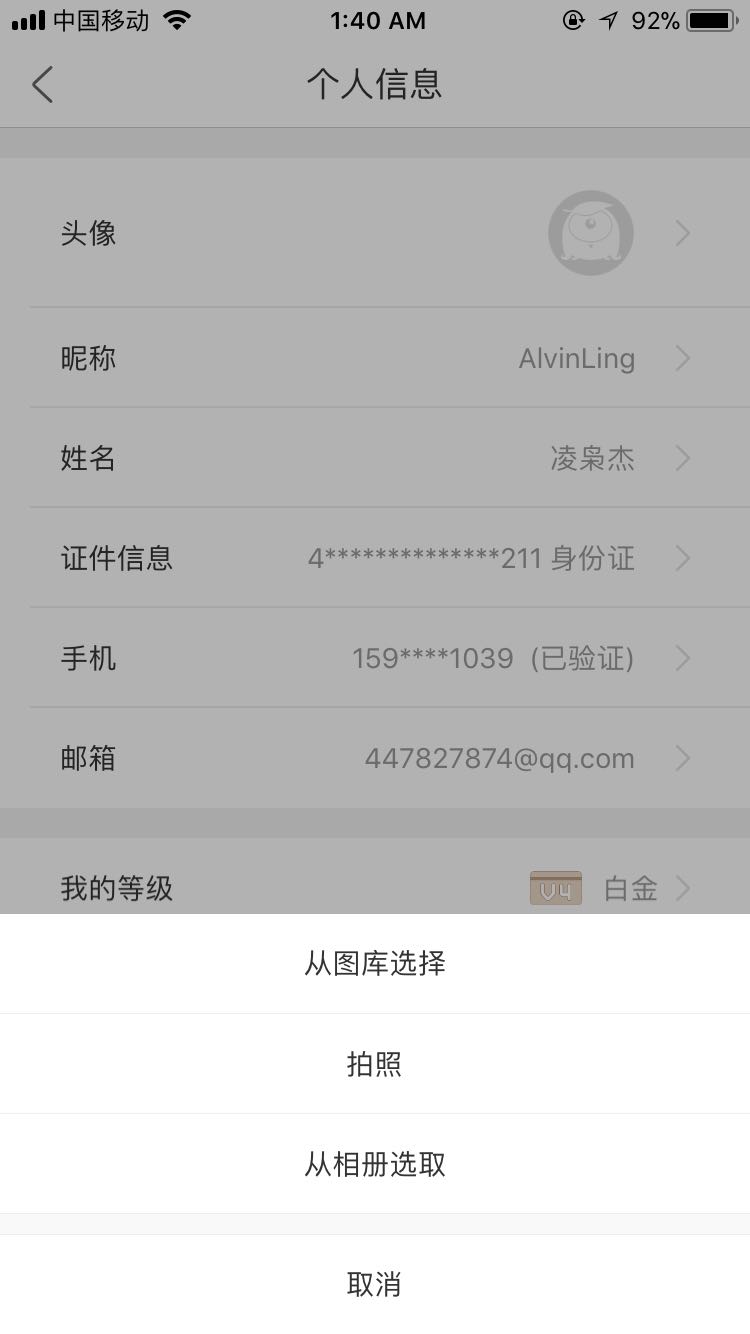 中国移动 1:40 AM 92%
个人信息
头像
昵称 AlvinLing
姓名 凌枭杰
证件信息 4**************211 身份证
手机 159****1039 (已验证)
邮箱 447827874@qq.com
我的等级 V4 白金
从图库选择
拍照
从相册选取
取消